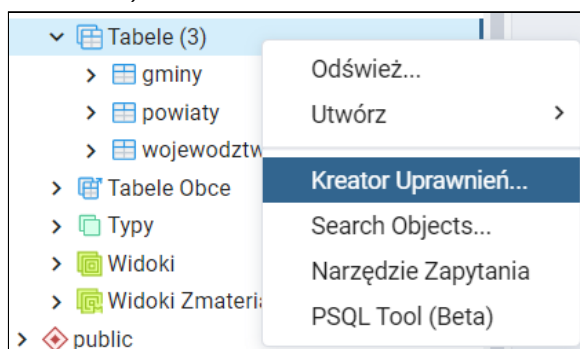 Tabele (3)
gminy
powiaty
wojewodztw
Tabele Obce
Typy
Widoki
Widoki Zmateri
public
Odśwież...
Utwórz
Kreator Uprawnień...
Search Objects...
Narzędzie Zapytania
PSQL Tool (Beta)